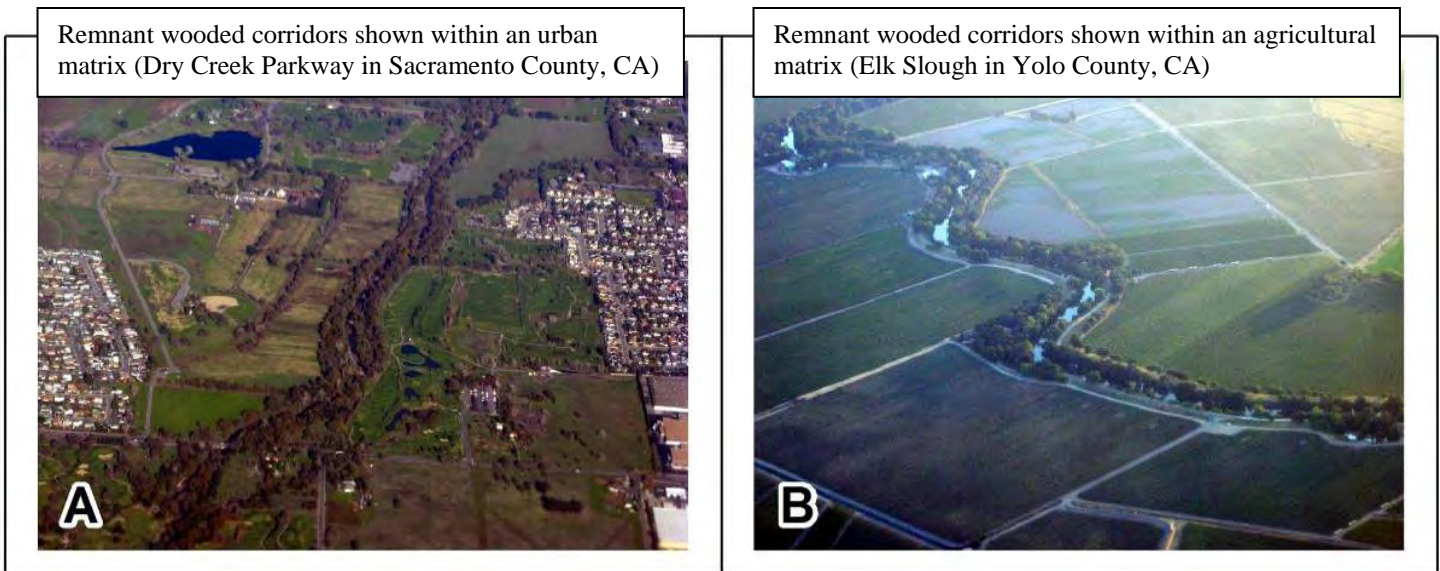 Remnant wooded corridors shown within an urban
matrix (Dry Creek Parkway in Sacramento County, CA)
Remnant wooded corridors shown within an agricultural
matrix (Elk Slough in Yolo County, CA)
A
B